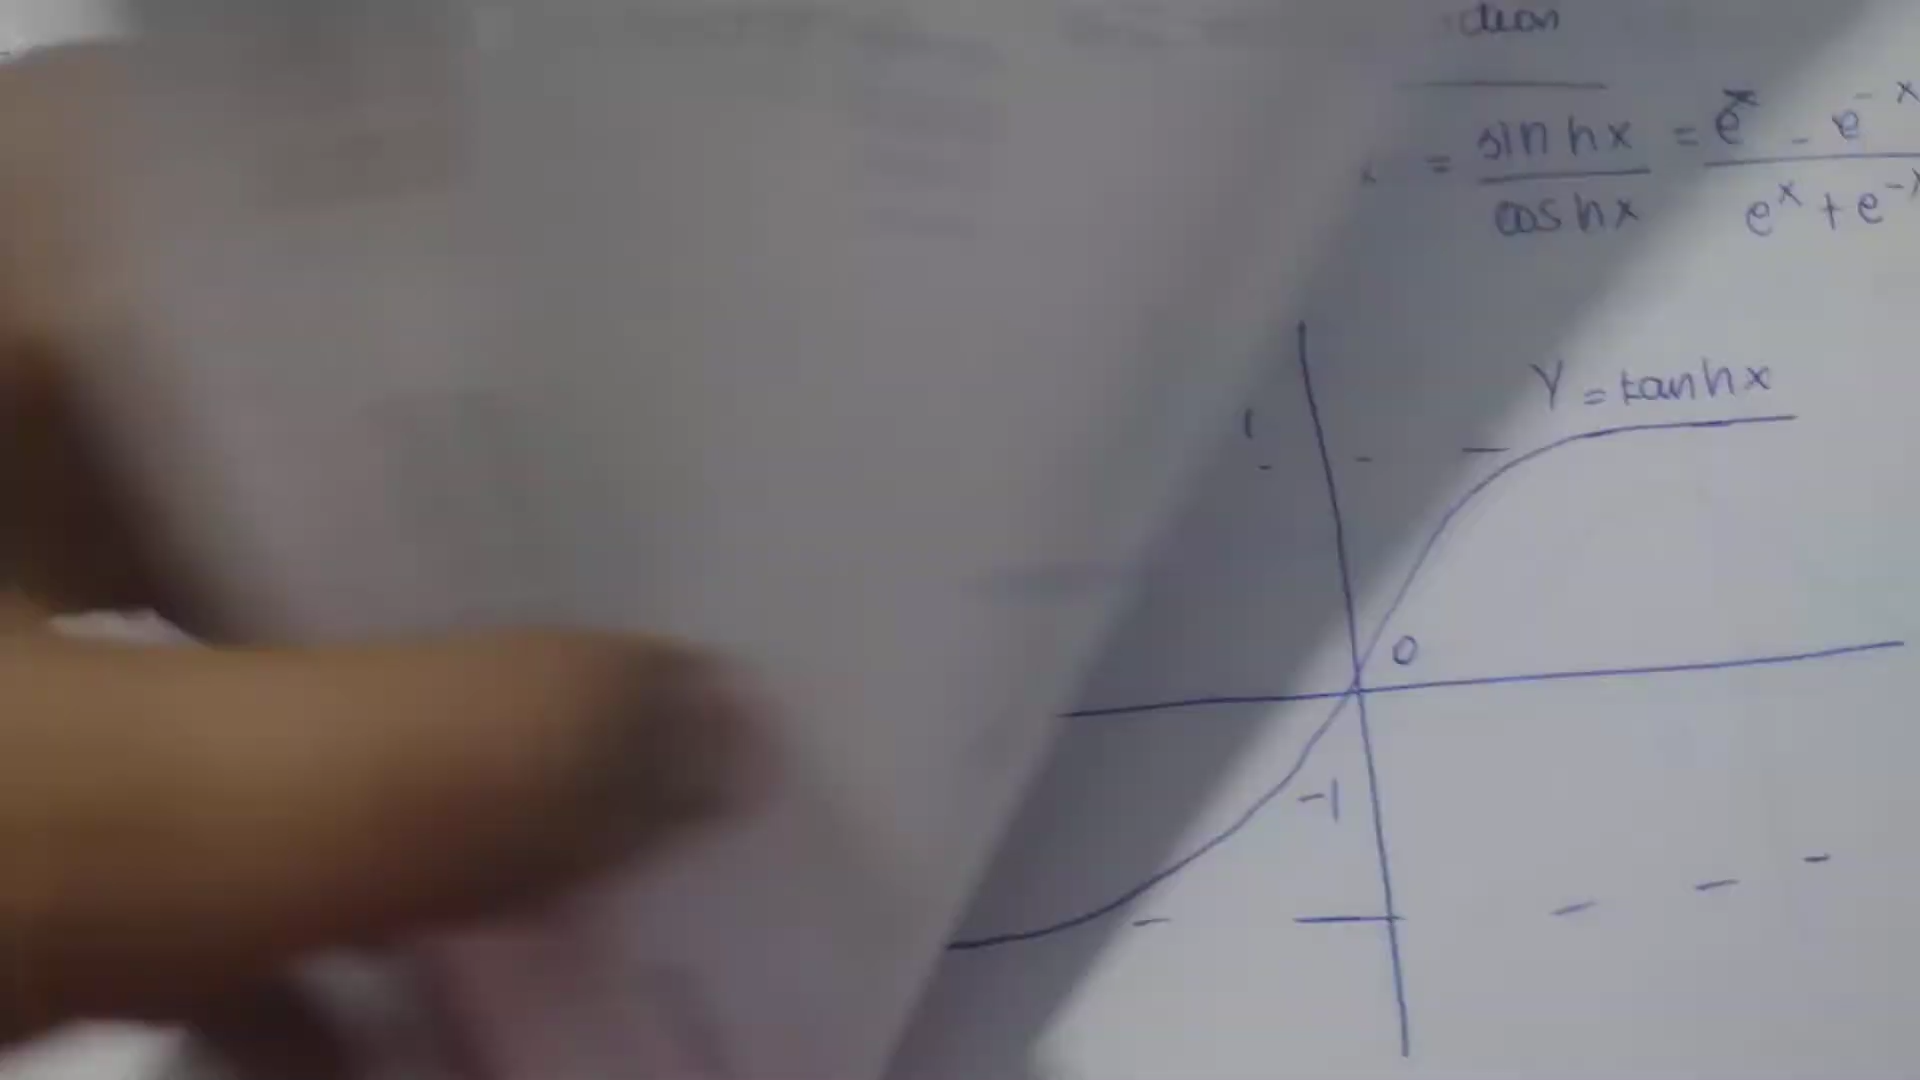 = sinhx/coshx = e^x - e^-x/e^x + e^-x
Y = tanhx
1
0
-1